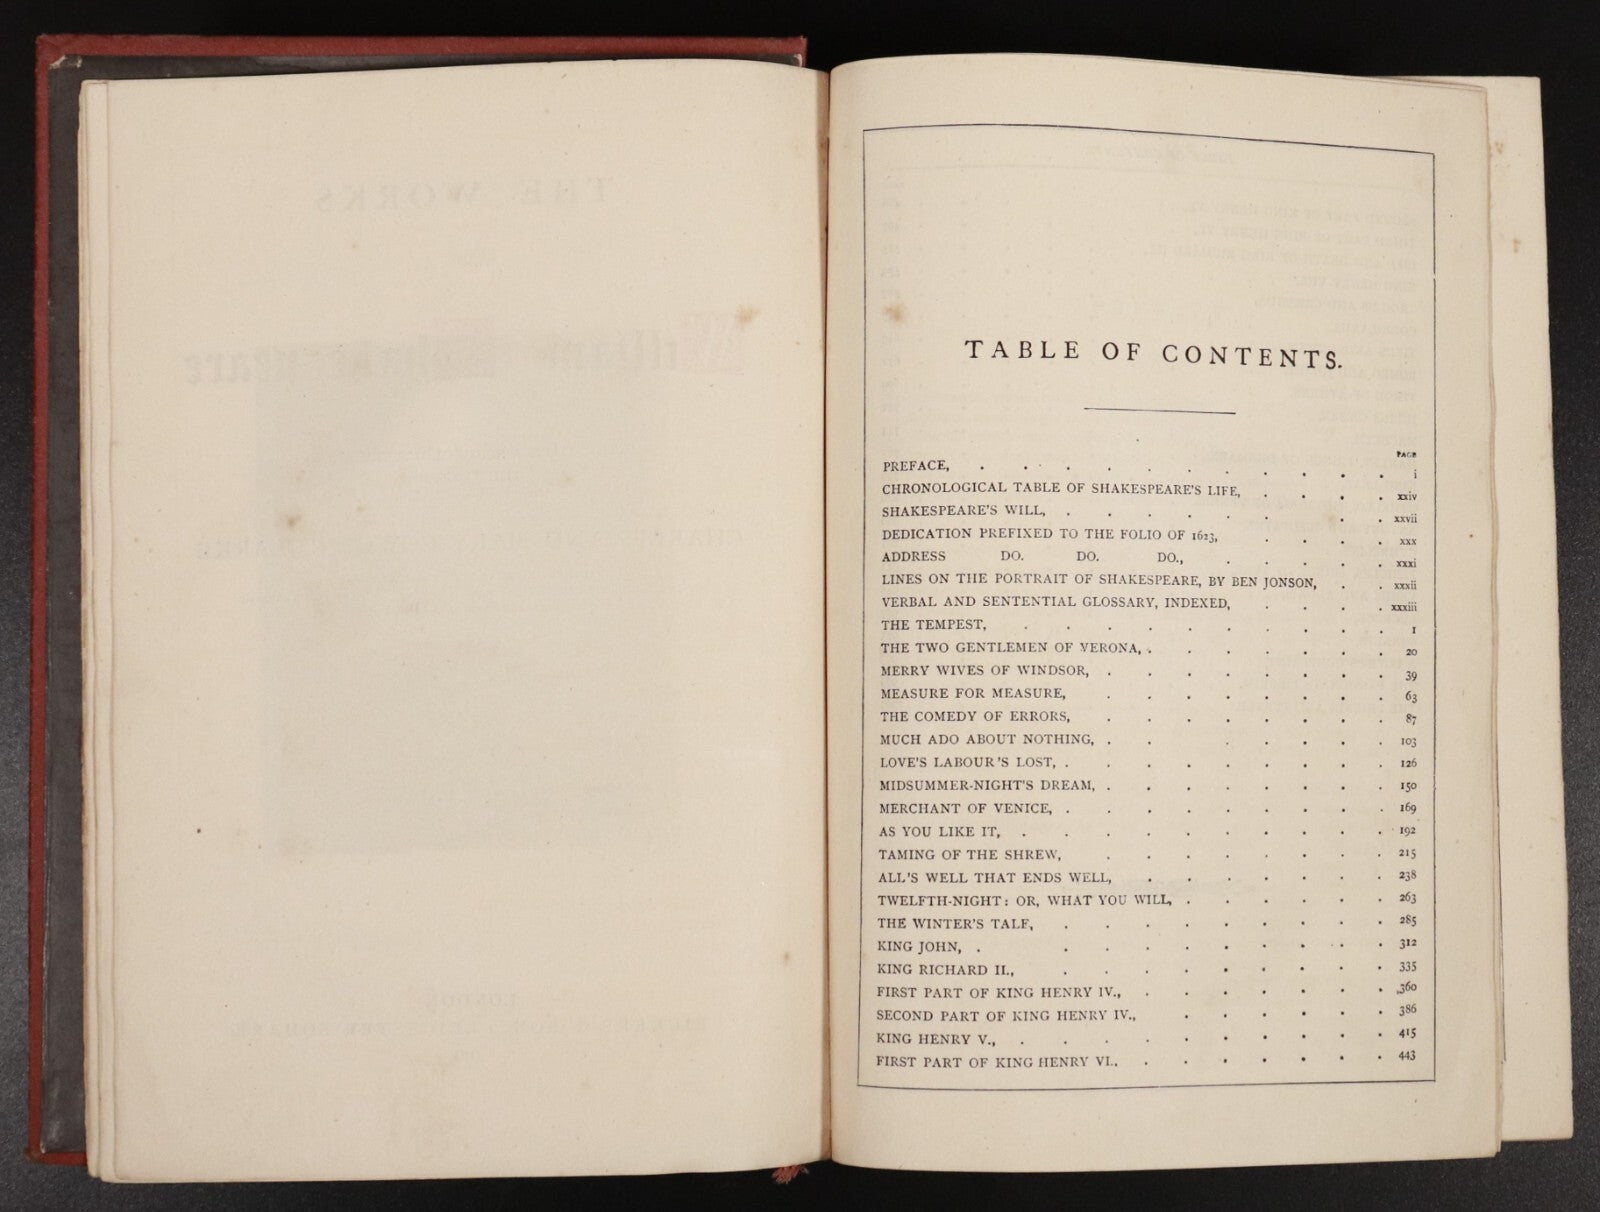 THE WORKS
TABLE OF CONTENTS.
PAGE
PREFACE, . . . . . . . . . . . i
CHRONOLOGICAL TABLE OF SHAKESPEARE'S LIFE, . . . . xxiv
SHAKESPEARE'S WILL, . . . . . . . . xxvii
DEDICATION PREFIXED TO THE FOLIO OF 1623, . . . . xxx
ADDRESS DO. DO. DO., . . . . . xxxi
LINES ON THE PORTRAIT OF SHAKESPEARE, BY BEN JONSON, . . xxxii
VERBAL AND SENTENTIAL GLOSSARY, INDEXED, . . . . xxxiii
THE TEMPEST, . . . . . . . . . . 1
THE TWO GENTLEMEN OF VERONA, . . . . . . . 20
MERRY WIVES OF WINDSOR, . . . . . . . . 39
MEASURE FOR MEASURE, . . . . . . . . 63
THE COMEDY OF ERRORS, . . . . . . . . 87
MUCH ADO ABOUT NOTHING, . . . . . . . 103
LOVE'S LABOUR'S LOST, . . . . . . . . . 126
MIDSUMMER-NIGHT'S DREAM, . . . . . . . . 150
MERCHANT OF VENICE, . . . . . . . . . 169
AS YOU LIKE IT, . . . . . . . . . . 192
TAMING OF THE SHREW, . . . . . . . . 215
ALL'S WELL THAT ENDS WELL, . . . . . . . 238
TWELFTH-NIGHT: OR, WHAT YOU WILL, . . . . . . 263
THE WINTER'S TALE, . . . . . . . . . 285
KING JOHN, . . . . . . . . . . 312
KING RICHARD II., . . . . . . . . . 335
FIRST PART OF KING HENRY IV., . . . . . . . 360
SECOND PART OF KING HENRY IV., . . . . . . 386
KING HENRY V., . . . . . . . . . . 415
FIRST PART OF KING HENRY VI. . . . . . . . 443